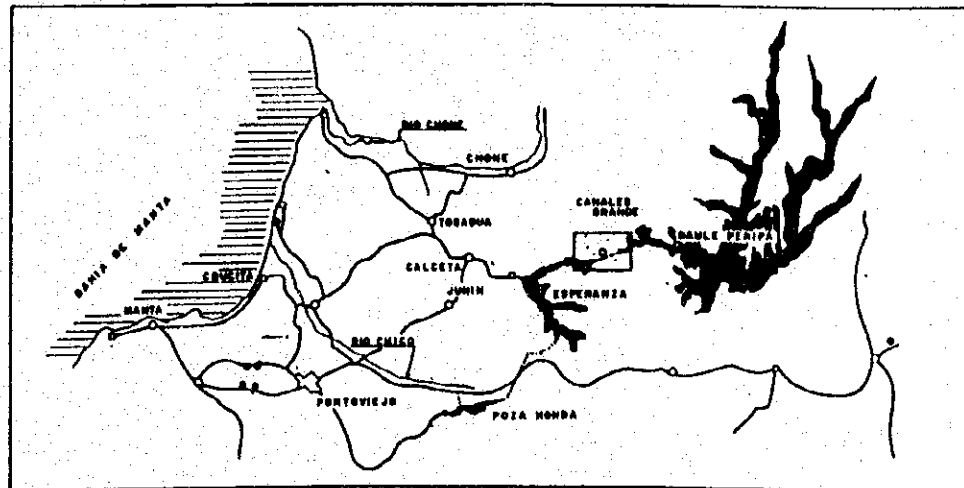 RIO CHONE
CHONE
CANALES
GRANDE
TOSAGUA
DAULE PERIPA
BAHIA DE MANTA
CALCETA
CRUCITA
ESPERANZA
JUNIN
MANTA
RIO CHICO
PORTOVIEJO
POZA HONDA